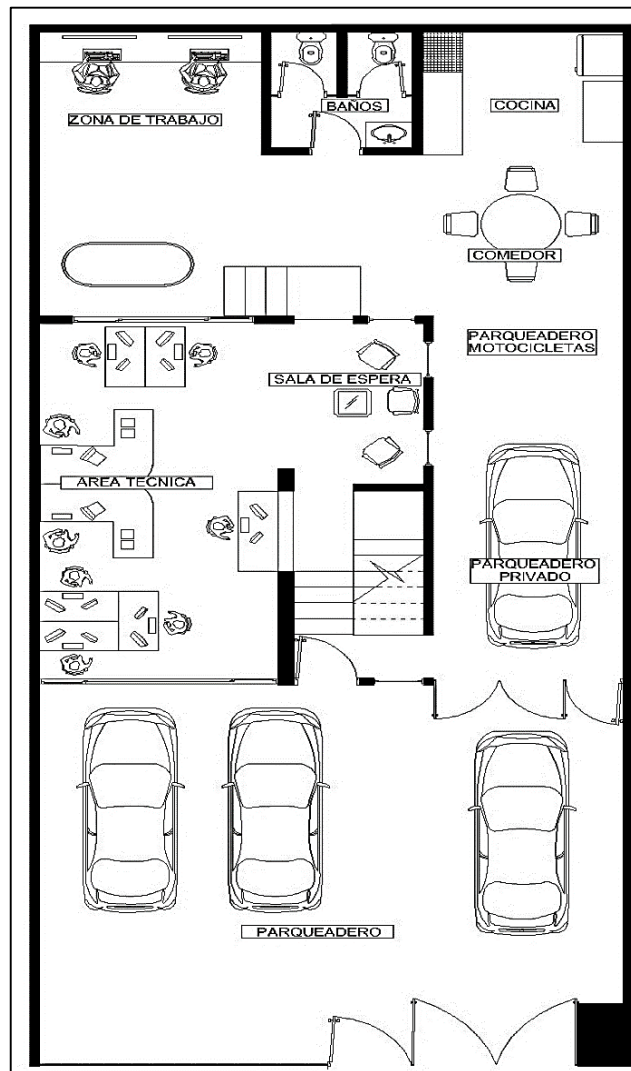 BAÑOS
COCINA
ZONA DE TRABAJO
COMEDOR
PARQUEADERO
MOTOCICLETAS
SALA DE ESPERA
AREA TECNICA
PARQUEADERO
PRIVADO
PARQUEADERO